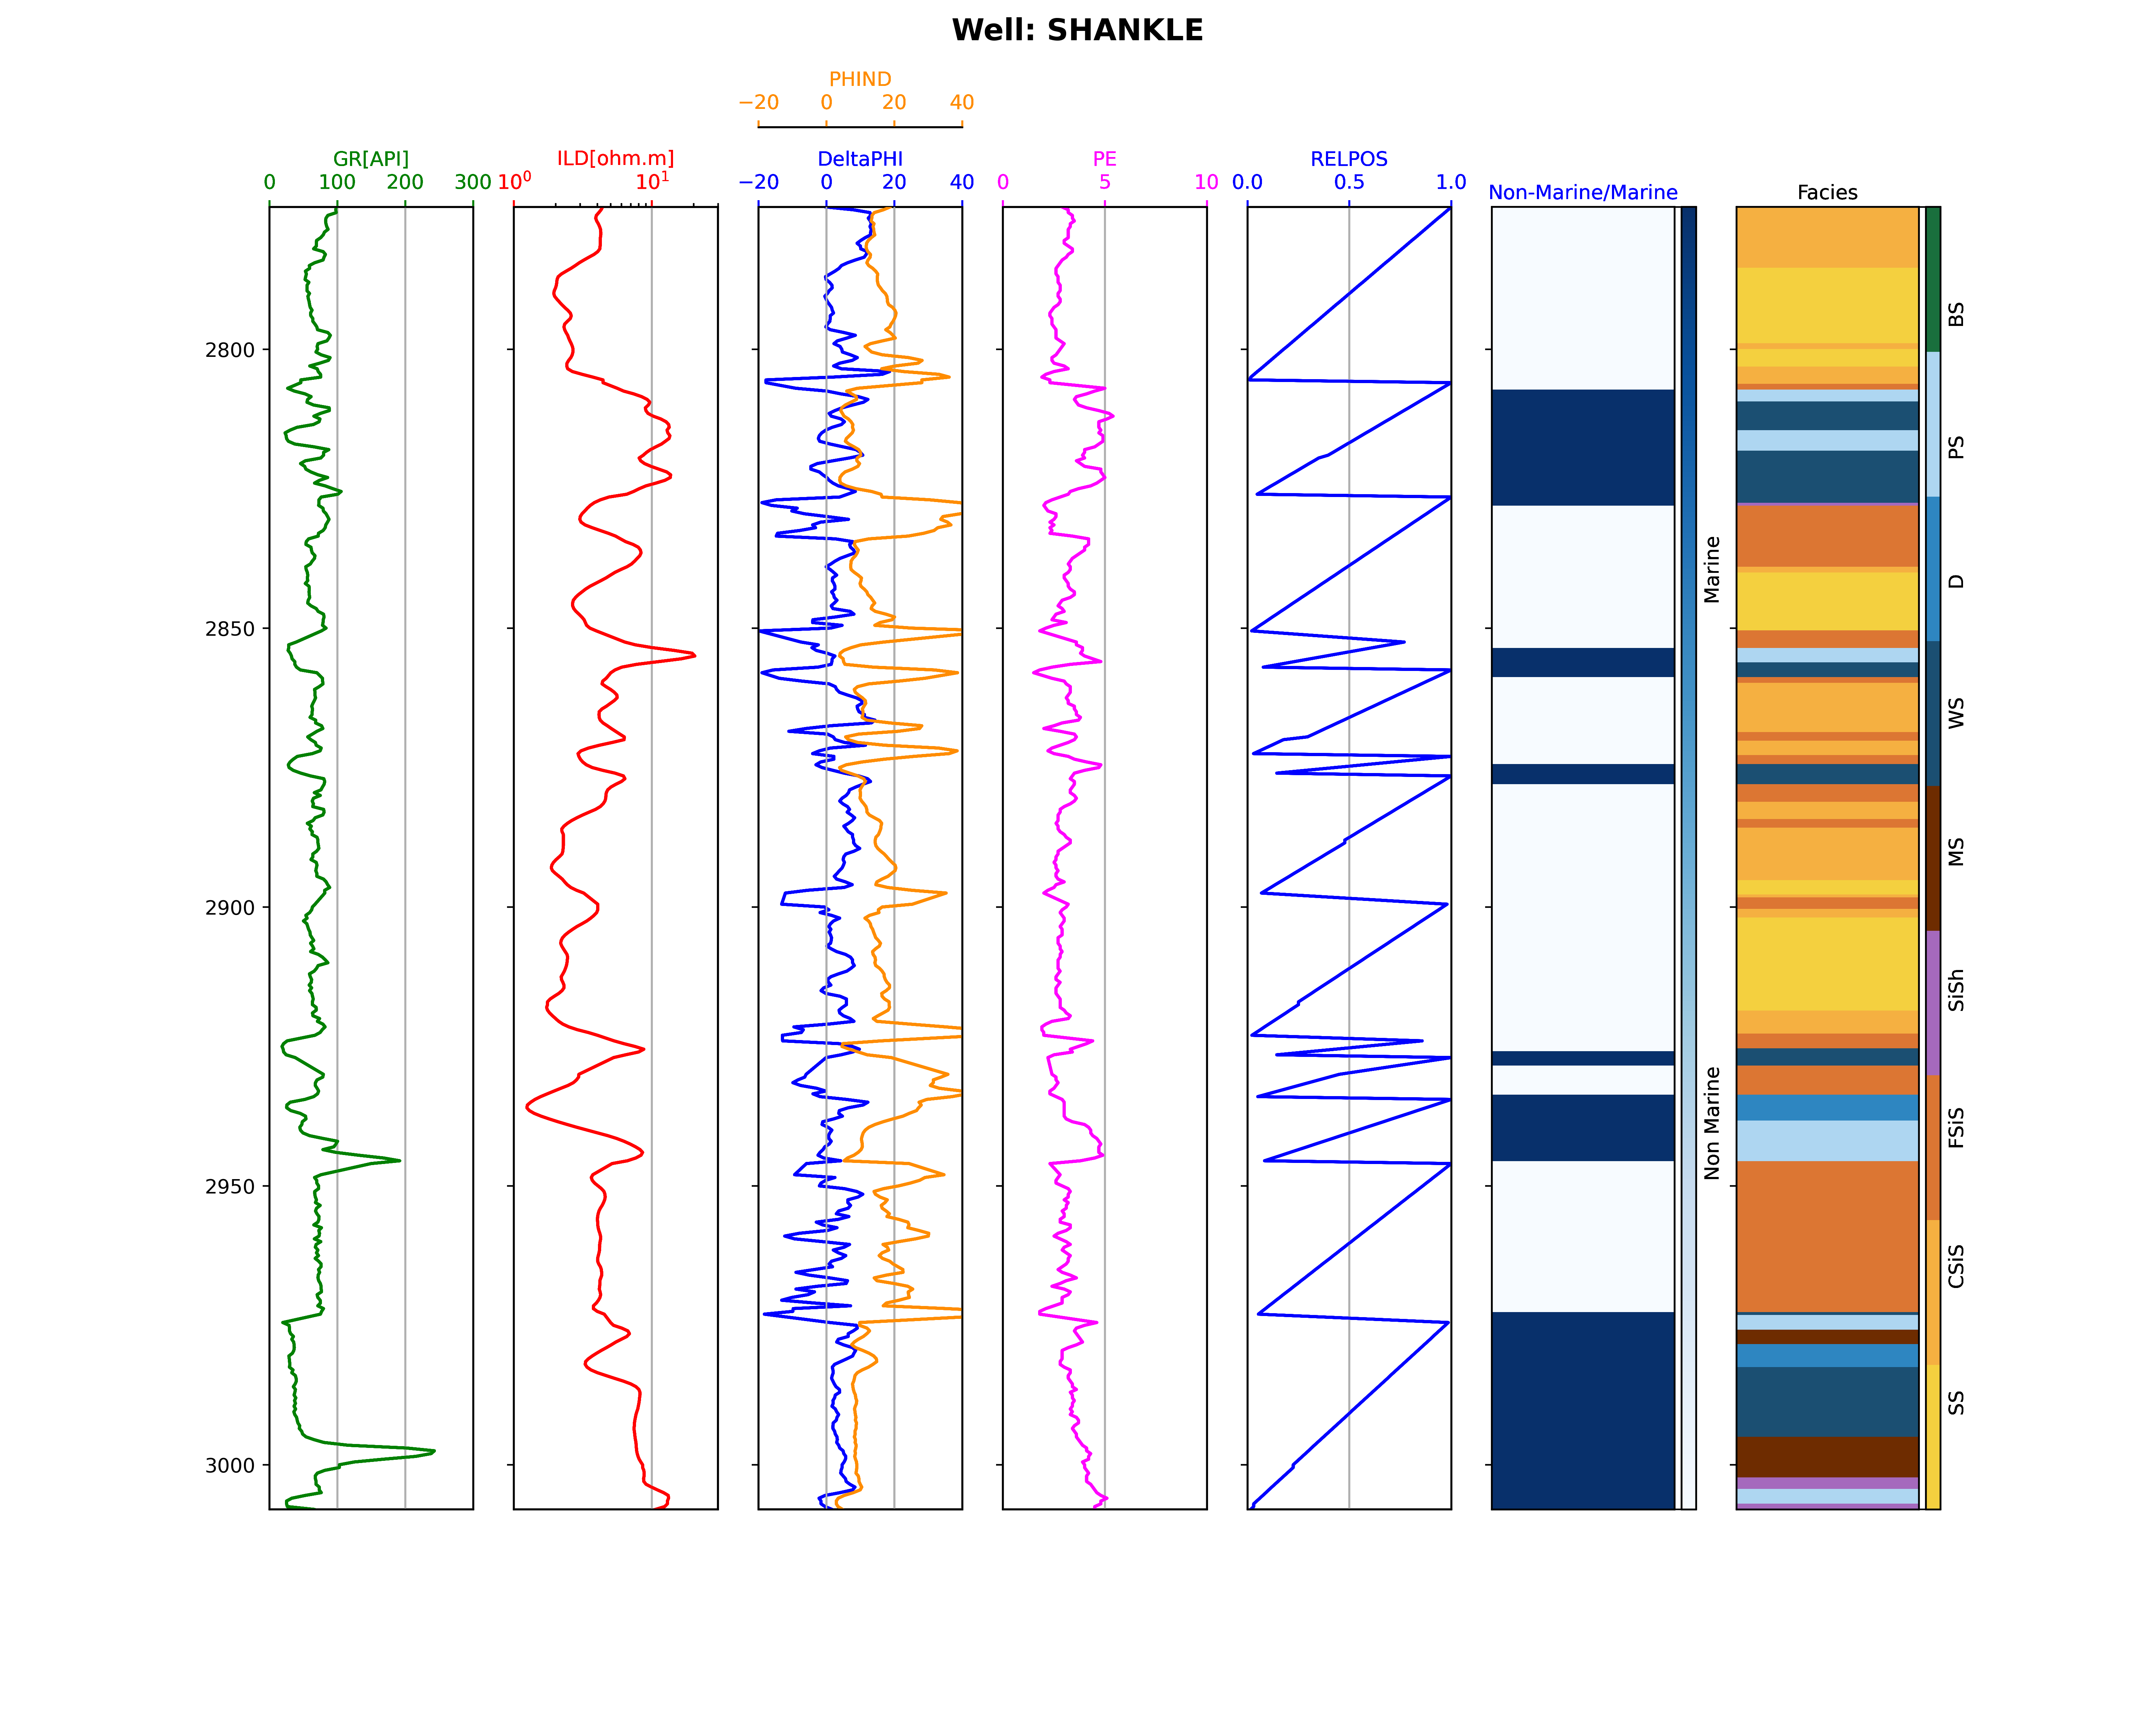 Well: SHANKLE
PHIND
−20 0 20 40
GR[API] ILD[ohm.m] DeltaPHI PE RELPOS
0 100 200 300 10⁰ 10¹ −20 0 20 40 0 5 10 0.0 0.5 1.0 Non-Marine/Marine Facies
2800
2850
2900
2950
3000
Marine
Non Marine
BS
PS
D
WS
MS
SiSh
FSiS
CSiS
SS